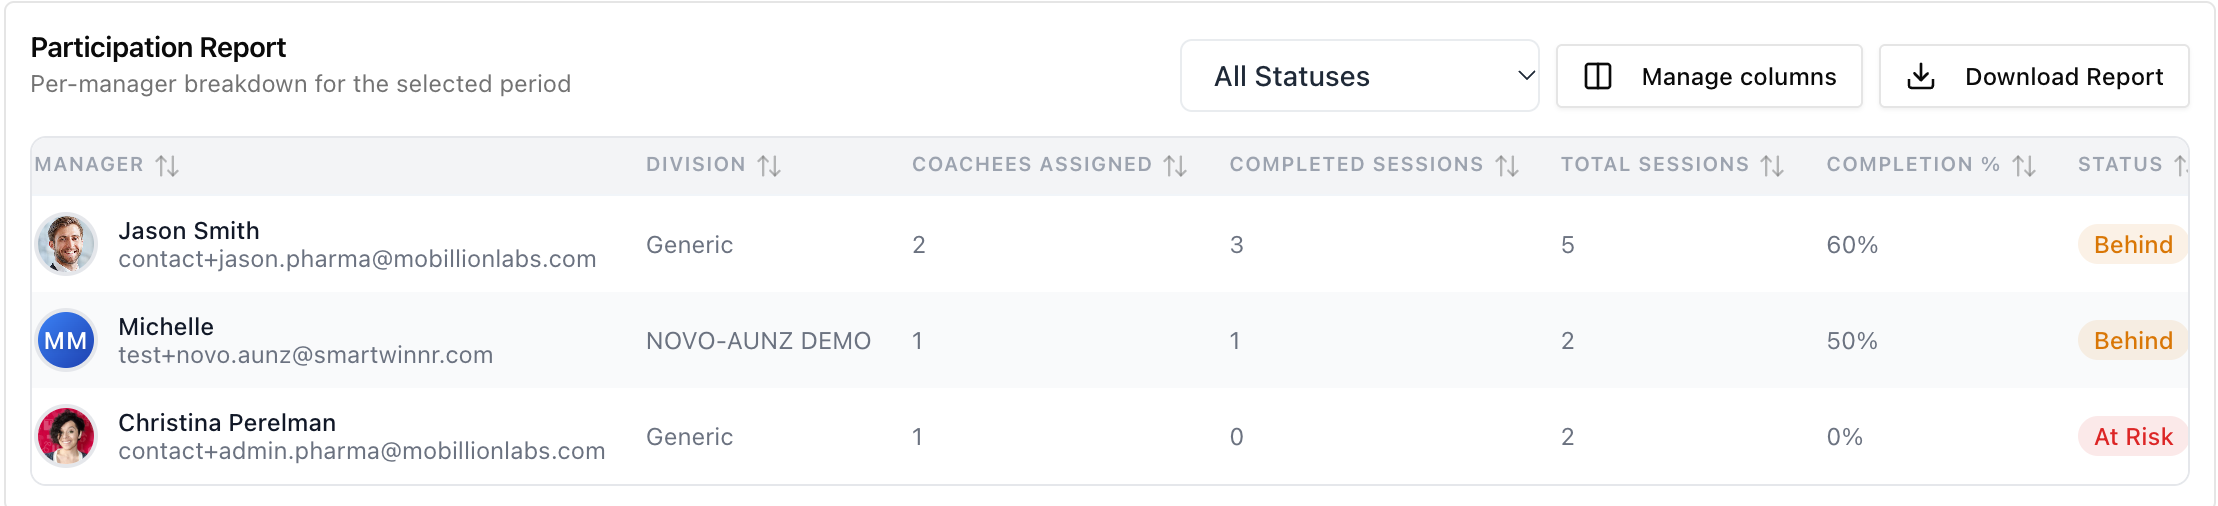 Participation Report
Per-manager breakdown for the selected period
All Statuses
Manage columns
Download Report
MANAGER DIVISION COACHEES ASSIGNED COMPLETED SESSIONS TOTAL SESSIONS COMPLETION % STATUS
Jason Smith
contact+jason.pharma@mobillionlabs.com
Generic 2 3 5 60% Behind
MM
Michelle
test+novo.aunz@smartwinnr.com
NOVO-AUNZ DEMO 1 1 2 50% Behind
Christina Perelman
contact+admin.pharma@mobillionlabs.com
Generic 1 0 2 0% At Risk